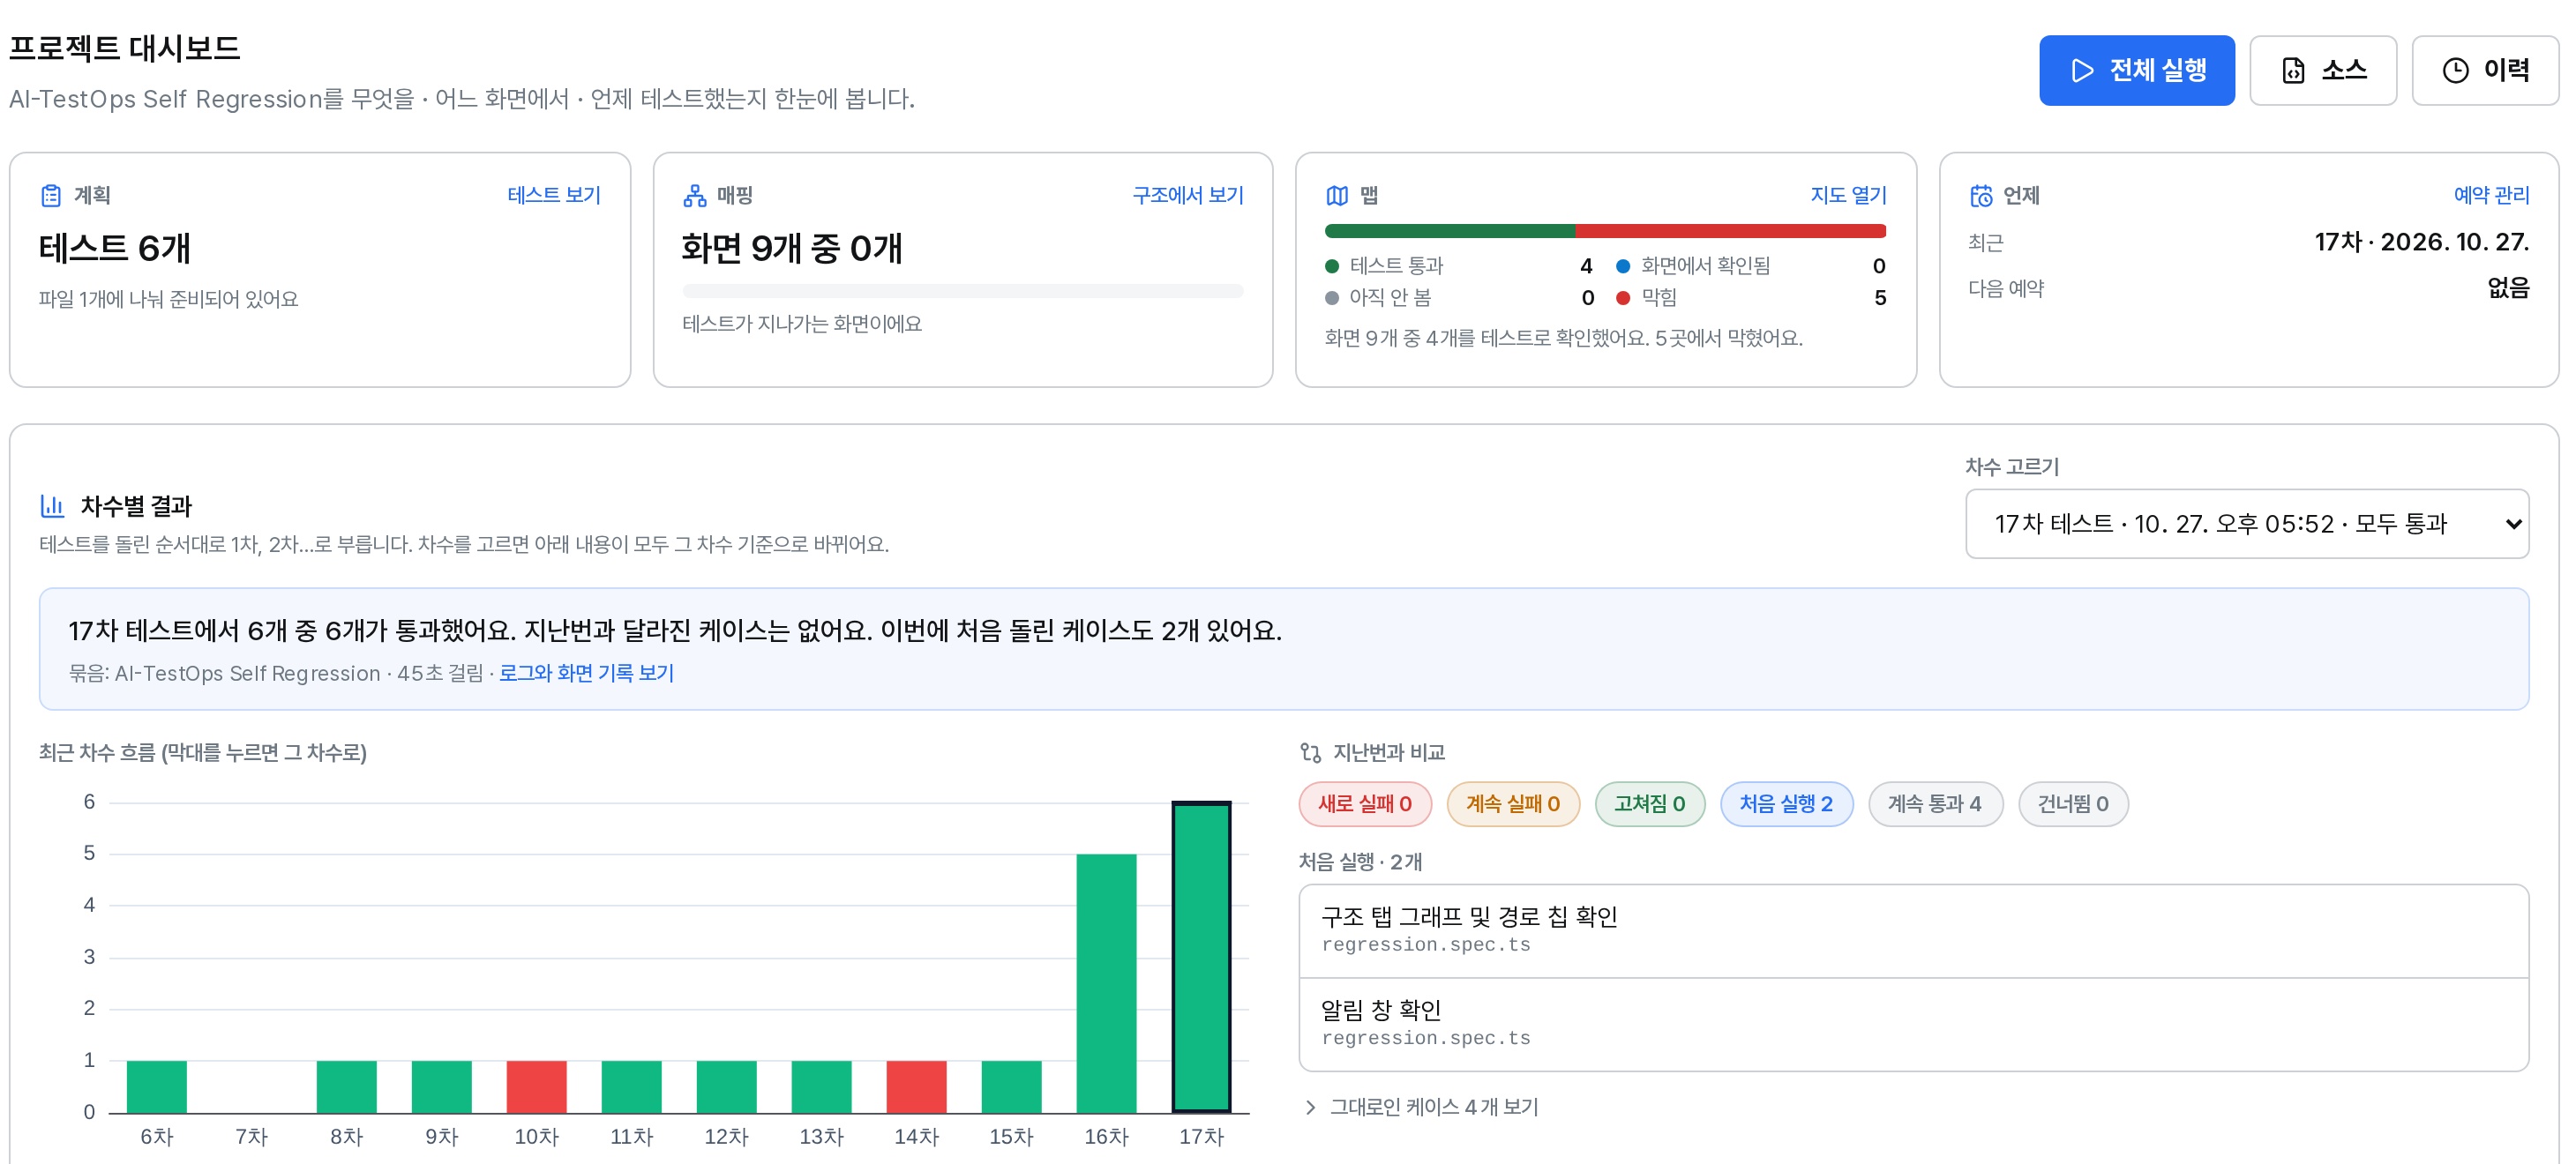 프로젝트 대시보드
AI-TestOps Self Regression를 무엇을 · 어느 화면에서 · 언제 테스트했는지 한눈에 봅니다.
전체 실행
소스
이력
계획
테스트 보기
테스트 6개
파일 1개에 나눠 준비되어 있어요
매핑
구조에서 보기
화면 9개 중 0개
테스트가 지나가는 화면이에요
맵
지도 열기
테스트 통과 4
화면에서 확인됨 0
아직 안 봄 0
막힘 5
화면 9개 중 4개를 테스트로 확인했어요. 5곳에서 막혔어요.
언제
예약 관리
최근 17차 · 2026. 10. 27.
다음 예약 없음
차수별 결과
테스트를 돌린 순서대로 1차, 2차...로 부릅니다. 차수를 고르면 아래 내용이 모두 그 차수 기준으로 바뀌어요.
차수 고르기
17차 테스트 · 10. 27. 오후 05:52 · 모두 통과
17차 테스트에서 6개 중 6개가 통과했어요. 지난번과 달라진 케이스는 없어요. 이번에 처음 돌린 케이스도 2개 있어요.
묶음: AI-TestOps Self Regression · 45초 걸림 · 로그와 화면 기록 보기
최근 차수 흐름 (막대를 누르면 그 차수로)
6
5
4
3
2
1
0
6차 7차 8차 9차 10차 11차 12차 13차 14차 15차 16차 17차
지난번과 비교
새로 실패 0
계속 실패 0
고쳐짐 0
처음 실행 2
계속 통과 4
건너뜀 0
처음 실행 · 2개
구조 탭 그래프 및 경로 칩 확인
regression.spec.ts
알림 창 확인
regression.spec.ts
그대로인 케이스 4개 보기